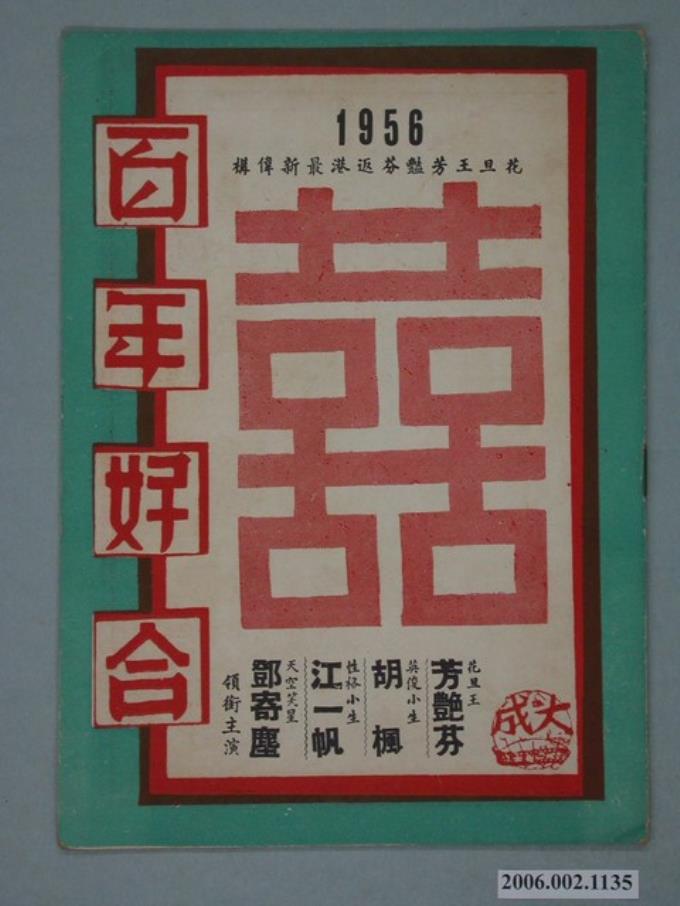 1956
花旦王芳豔芬返港最新偉構
百年好合
囍
花旦王
芳艷芬
英俊小生
胡楓
性格小生
江一帆
天空笑星
鄧寄塵
領銜主演
大成
2006.002.1135